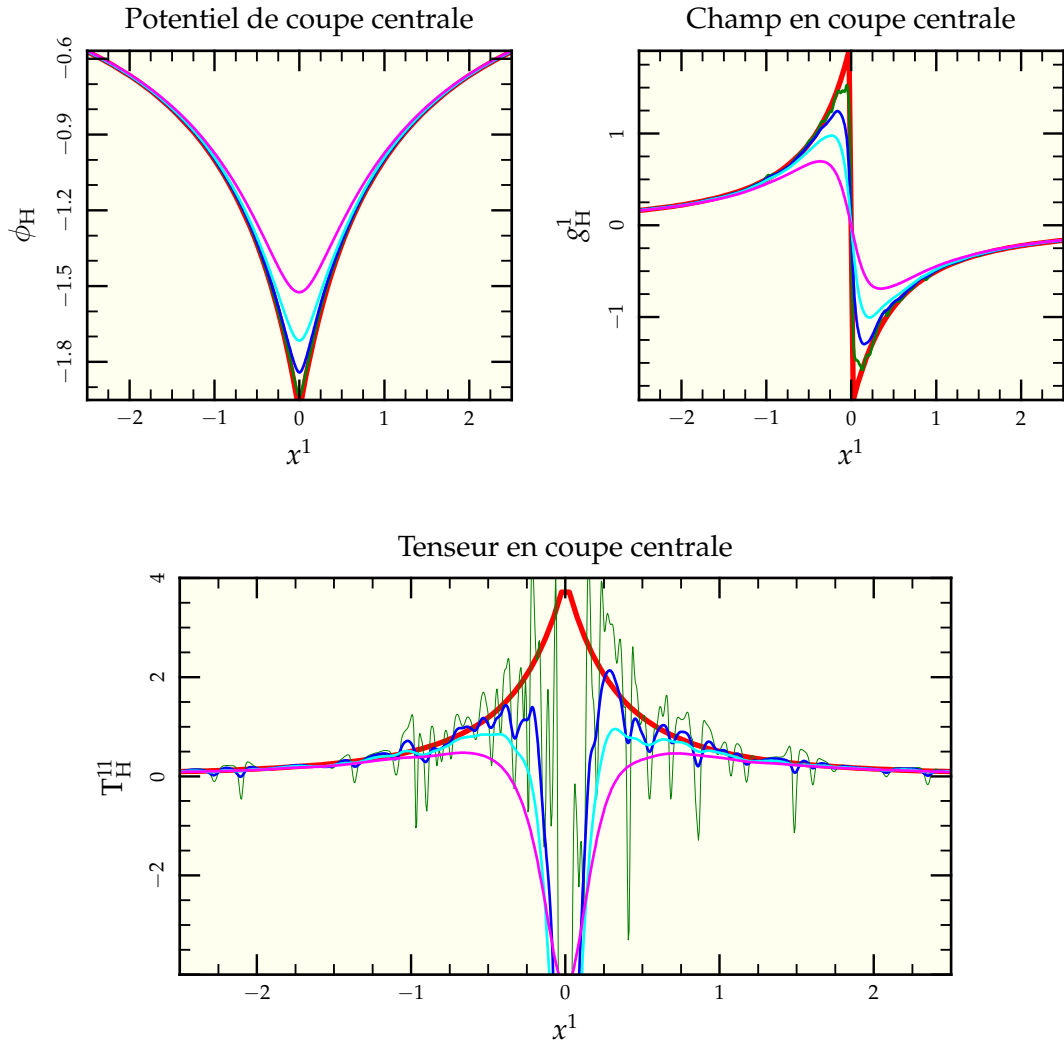 Potentiel de coupe centrale
−0.6
−0.9
−1.2
−1.5
−1.8
ϕH
−2 −1 0 1 2
x¹
Champ en coupe centrale
1
0
−1
g¹H
−2 −1 0 1 2
x¹
Tenseur en coupe centrale
4
2
0
−2
T¹¹H
−2 −1 0 1 2
x¹